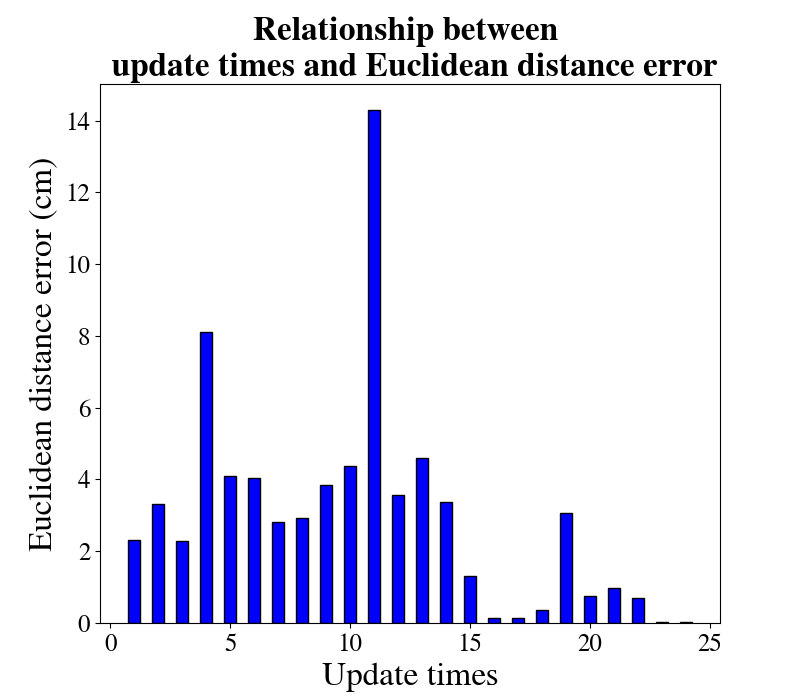 Relationship between
update times and Euclidean distance error
Euclidean distance error (cm)
14
12
10
8
6
4
2
0
0 5 10 15 20 25
Update times